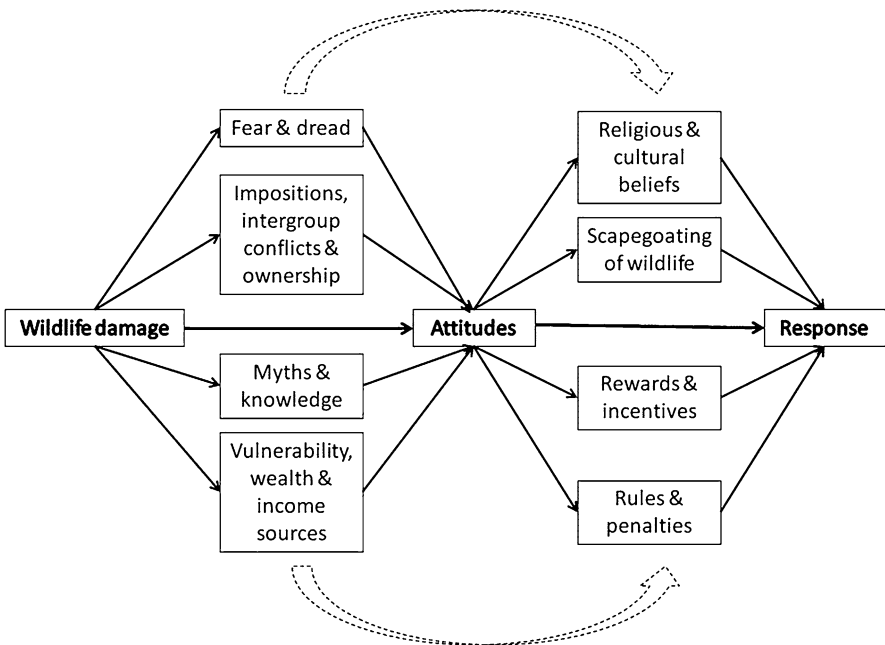 Fear & dread
Impositions,
intergroup
conflicts &
ownership
Religious &
cultural
beliefs
Scapegoating
of wildlife
Wildlife damage
Attitudes
Response
Myths &
knowledge
Vulnerability,
wealth &
income
sources
Rewards &
incentives
Rules &
penalties